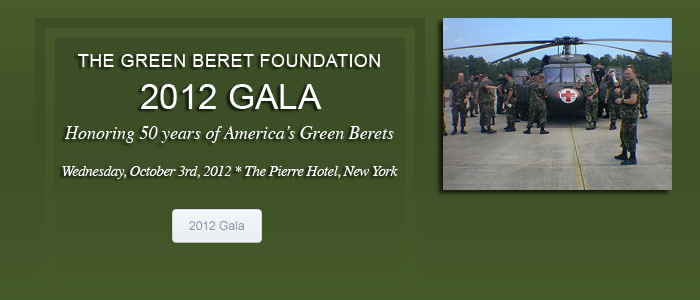 THE GREEN BERET FOUNDATION
2012 GALA
Honoring 50 years of America's Green Berets
Wednesday, October 3rd, 2012 * The Pierre Hotel, New York
2012 Gala